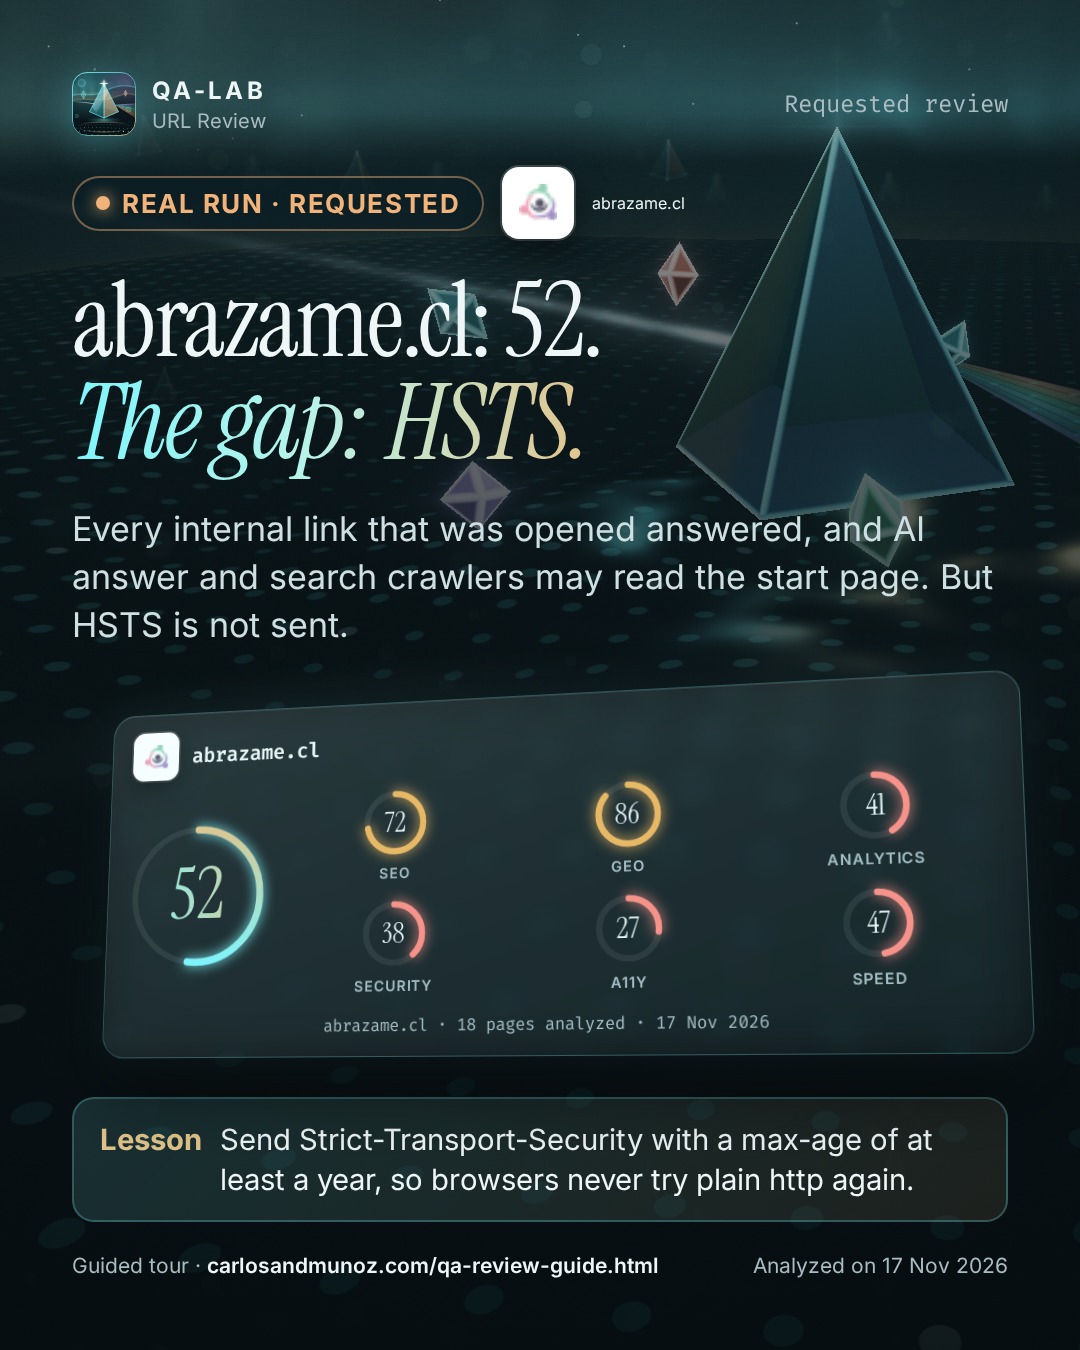 QA-LAB
URL Review
Requested review
REAL RUN · REQUESTED
abrazame.cl
abrazame.cl: 52.
The gap: HSTS.
Every internal link that was opened answered, and AI
answer and search crawlers may read the start page. But
HSTS is not sent.
abrazame.cl
52
72
SEO
86
GEO
41
ANALYTICS
38
SECURITY
27
A11Y
47
SPEED
abrazame.cl · 18 pages analyzed · 17 Nov 2026
Lesson Send Strict-Transport-Security with a max-age of at
least a year, so browsers never try plain http again.
Guided tour · carlosandmunoz.com/qa-review-guide.html
Analyzed on 17 Nov 2026